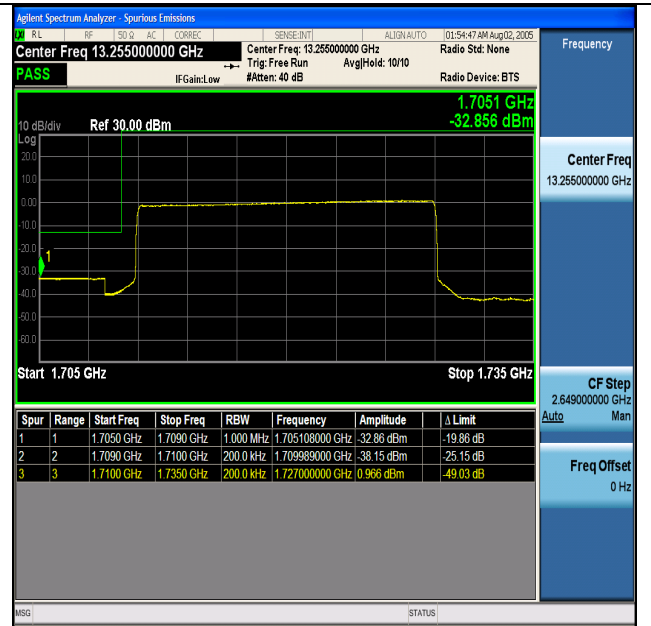 Agilent Spectrum Analyzer - Spurious Emissions
LXI RL RF 50 Ω AC CORREC SENSE:INT ALIGN AUTO 01:54:47 AM Aug 02, 2005
Center Freq 13.255000000 GHz Center Freq: 13.255000000 GHz Radio Std: None
Trig: Free Run Avg|Hold: 10/10
PASS IFGain:Low #Atten: 40 dB Radio Device: BTS
1.7051 GHz
10 dB/div Ref 30.00 dBm -32.856 dBm
Log
20.0
10.0
0.00
-10.0
-20.0
1
-30.0
-40.0
-50.0
-60.0
Start 1.705 GHz Stop 1.735 GHz
Spur Range Start Freq Stop Freq RBW Frequency Amplitude Δ Limit
1 1 1.7050 GHz 1.7090 GHz 1.000 MHz 1.705108000 GHz -32.86 dBm -19.86 dB
2 2 1.7090 GHz 1.7100 GHz 200.0 kHz 1.709989000 GHz -38.15 dBm -25.15 dB
3 3 1.7100 GHz 1.7350 GHz 200.0 kHz 1.727000000 GHz 0.966 dBm -49.03 dB
Frequency
Center Freq
13.255000000 GHz
CF Step
2.649000000 GHz
Auto Man
Freq Offset
0 Hz
MSG STATUS